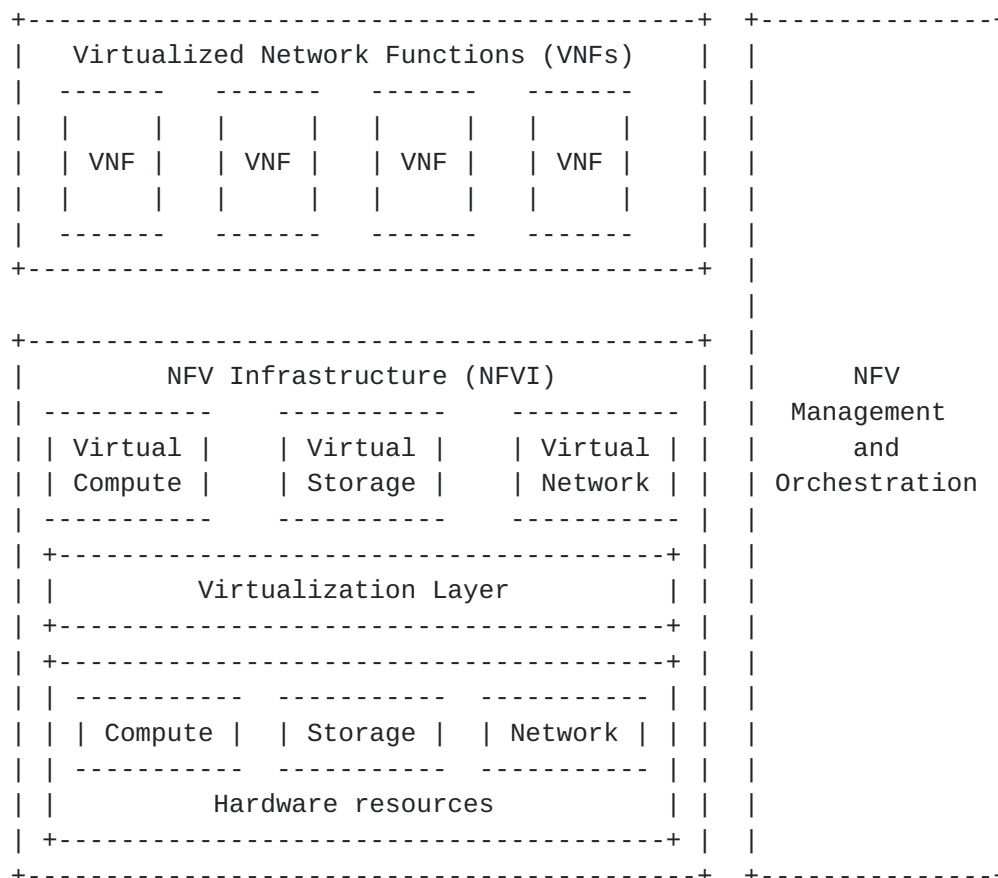 Virtualized Network Functions (VNFs)
VNF VNF VNF VNF
NFV Infrastructure (NFVI)
Virtual Virtual Virtual
Compute Storage Network
NFV
Management
and
Orchestration
Virtualization Layer
Compute Storage Network
Hardware resources